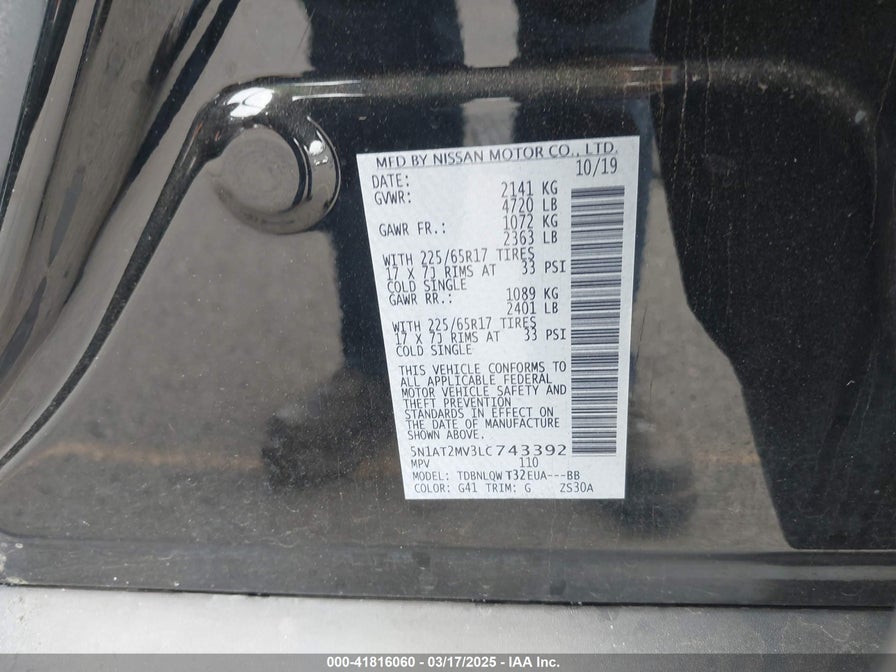 MFD BY NISSAN MOTOR CO., LTD.
DATE: 10/19
GVWR: 2141 KG
4720 LB
GAWR FR.: 1072 KG
2363 LB
WITH 225/65R17 TIRES
17 X 7J RIMS AT 33 PSI
COLD SINGLE
GAWR RR.: 1089 KG
2401 LB
WITH 225/65R17 TIRES
17 X 7J RIMS AT 33 PSI
COLD SINGLE
THIS VEHICLE CONFORMS TO
ALL APPLICABLE FEDERAL
MOTOR VEHICLE SAFETY AND
THEFT PREVENTION
STANDARDS IN EFFECT ON
THE DATE OF MANUFACTURE
SHOWN ABOVE.
5N1AT2MV3LC743392
MPV 110
MODEL: TDBNLQW T32EUA---BB
COLOR: G41 TRIM: G ZS30A
000-41816060 - 03/17/2025 - IAA Inc.